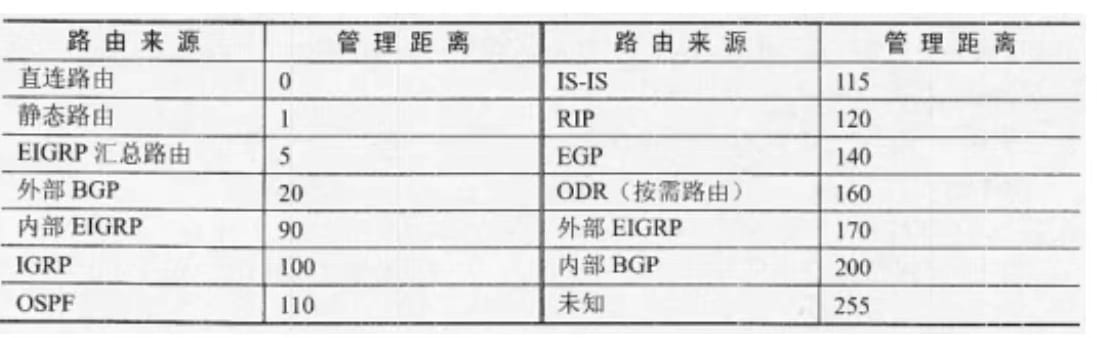 路由来源 管理距离 路由来源 管理距离
直连路由 0 IS-IS 115
静态路由 1 RIP 120
EIGRP 汇总路由 5 EGP 140
外部 BGP 20 ODR（按需路由） 160
内部 EIGRP 90 外部 EIGRP 170
IGRP 100 内部 BGP 200
OSPF 110 未知 255